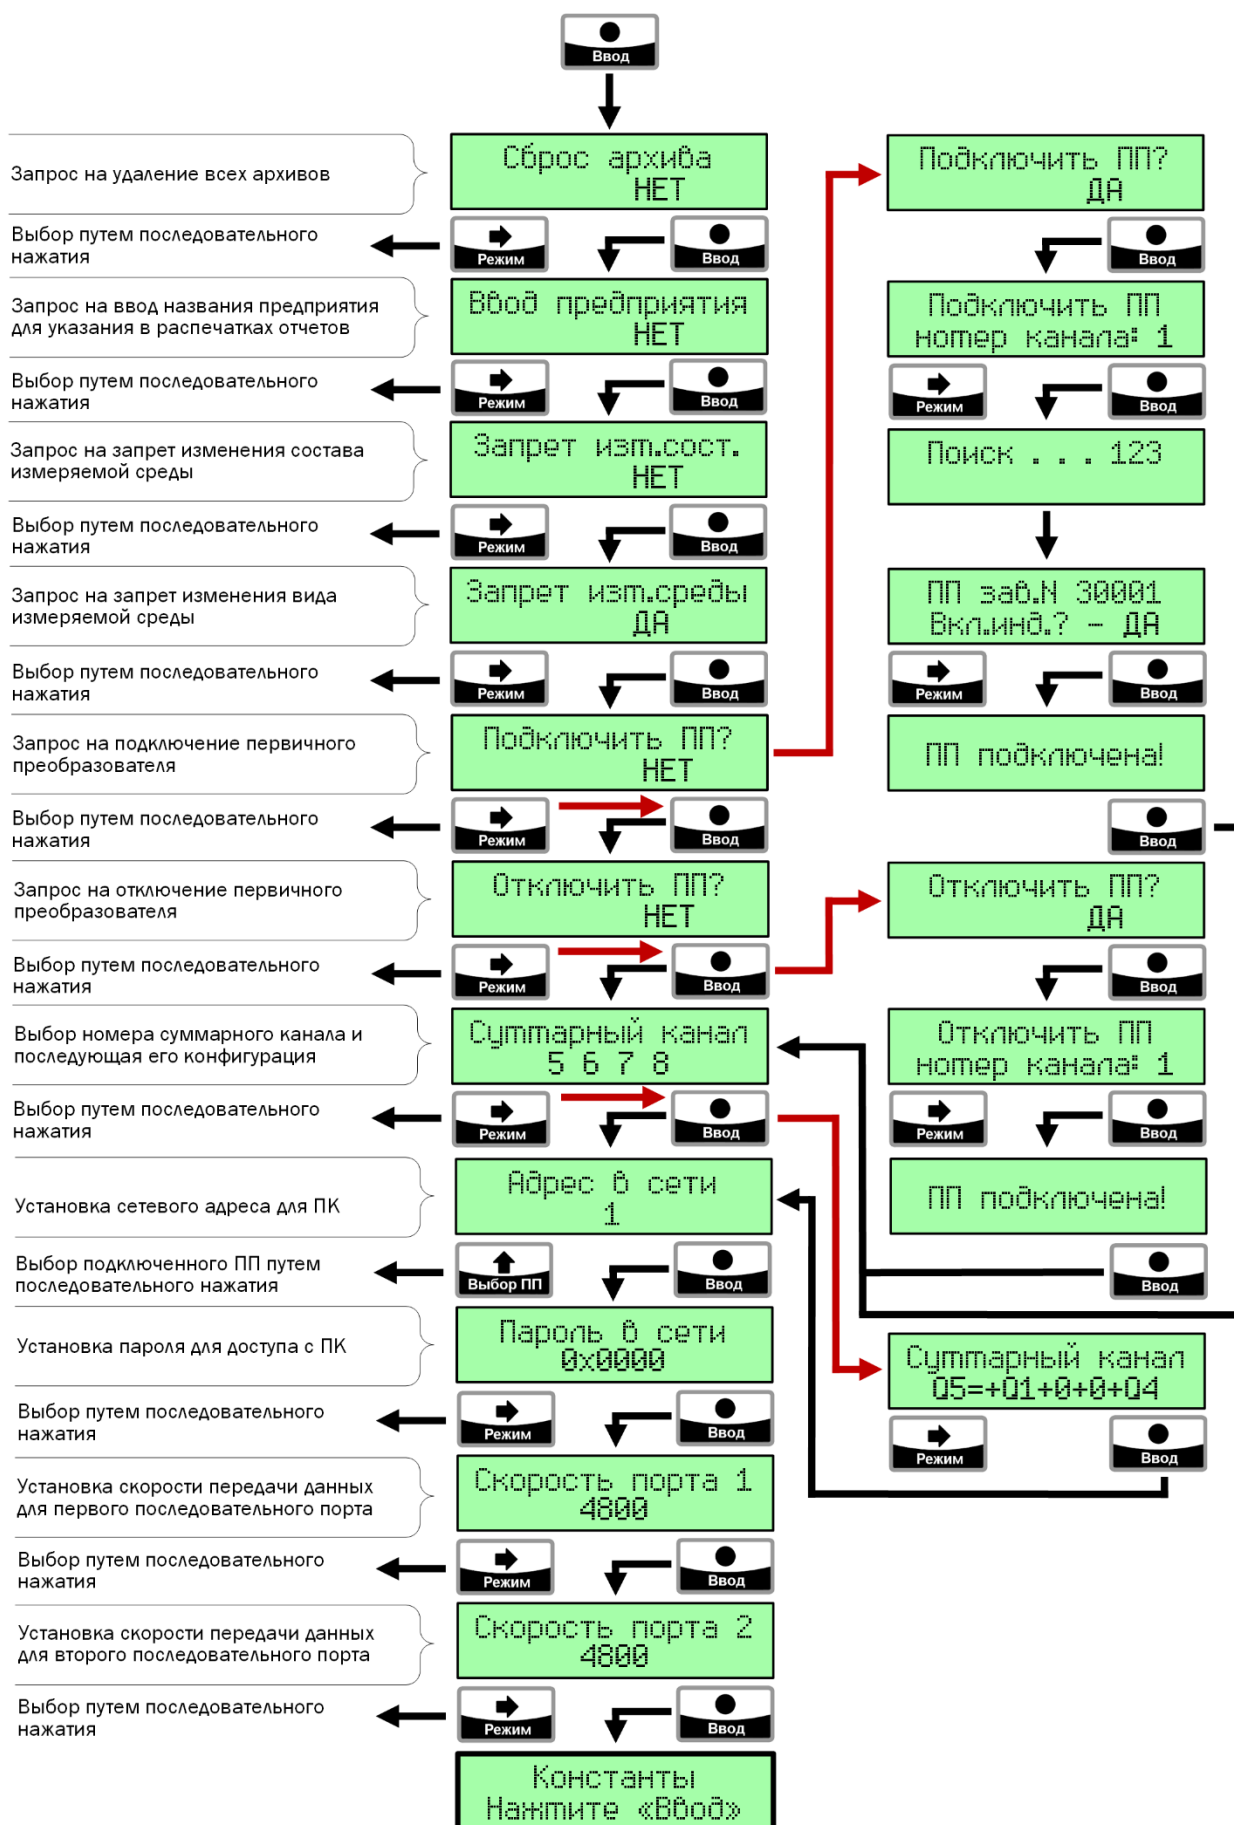 Ввод
Запрос на удаление всех архивов
Сброс архива
НЕТ
Подключить ПП?
ДА
Выбор путем последовательного
нажатия
Режим
Ввод
Ввод
Запрос на ввод названия предприятия
для указания в распечатках отчетов
Ввод предприятия
НЕТ
Подключить ПП
номер канала: 1
Выбор путем последовательного
нажатия
Режим
Ввод
Режим
Ввод
Запрос на запрет изменения состава
измеряемой среды
Запрет изм.сост.
НЕТ
Поиск . . . 123
Выбор путем последовательного
нажатия
Режим
Ввод
Запрос на запрет изменения вида
измеряемой среды
Запрет изм.среды
ДА
ПП зав.N 30001
Вкл.инд.? – ДА
Выбор путем последовательного
нажатия
Режим
Ввод
Режим
Ввод
Запрос на подключение первичного
преобразователя
Подключить ПП?
НЕТ
ПП подключена!
Выбор путем последовательного
нажатия
Режим
Ввод
Ввод
Запрос на отключение первичного
преобразователя
Отключить ПП?
НЕТ
Отключить ПП?
ДА
Выбор путем последовательного
нажатия
Режим
Ввод
Ввод
Выбор номера суммарного канала и
последующая его конфигурация
Суммарный канал
5 6 7 8
Отключить ПП
номер канала: 1
Выбор путем последовательного
нажатия
Режим
Ввод
Режим
Ввод
Установка сетевого адреса для ПК
Адрес в сети
1
ПП подключена!
Выбор подключенного ПП путем
последовательного нажатия
Выбор ПП
Ввод
Ввод
Установка пароля для доступа с ПК
Пароль в сети
0x0000
Суммарный канал
Q5=+Q1+0+0+Q4
Выбор путем последовательного
нажатия
Режим
Ввод
Режим
Ввод
Установка скорости передачи данных
для первого последовательного порта
Скорость порта 1
4800
Выбор путем последовательного
нажатия
Режим
Ввод
Установка скорости передачи данных
для второго последовательного порта
Скорость порта 2
4800
Выбор путем последовательного
нажатия
Режим
Ввод
Константы
Нажмите «Ввод»